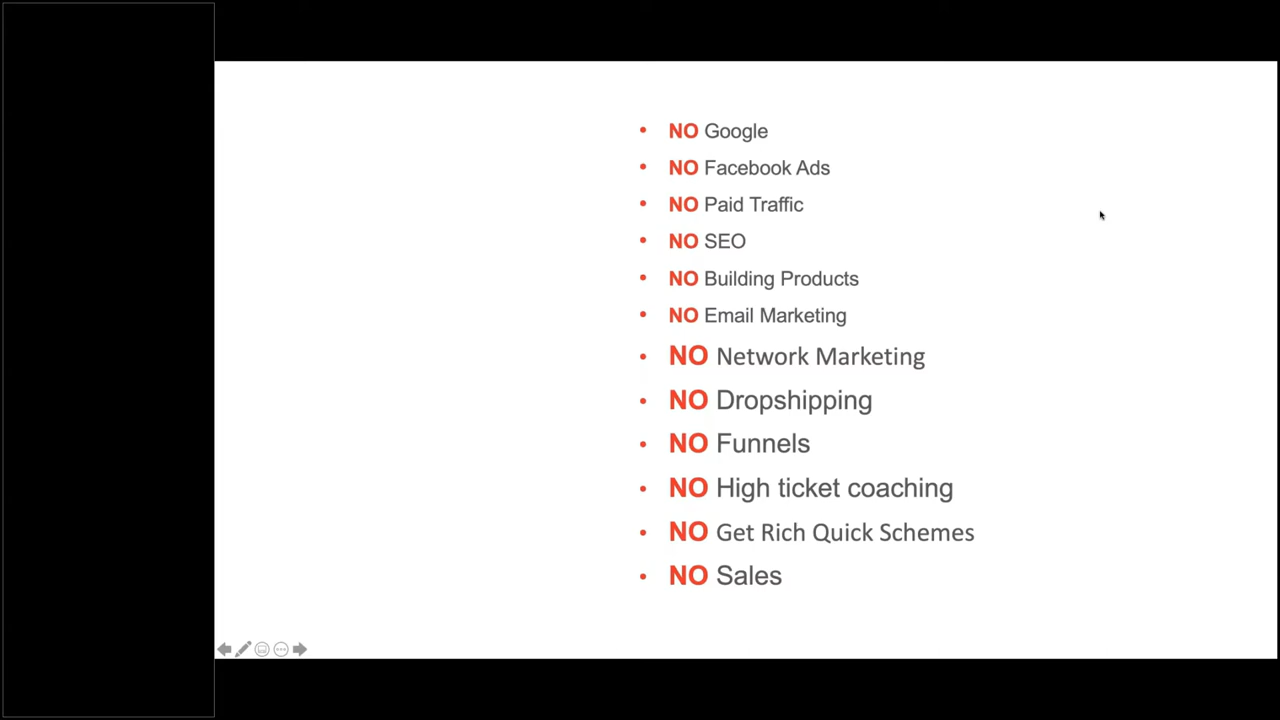 • NO Google
• NO Facebook Ads
• NO Paid Traffic
• NO SEO
• NO Building Products
• NO Email Marketing
• NO Network Marketing
• NO Dropshipping
• NO Funnels
• NO High ticket coaching
• NO Get Rich Quick Schemes
• NO Sales